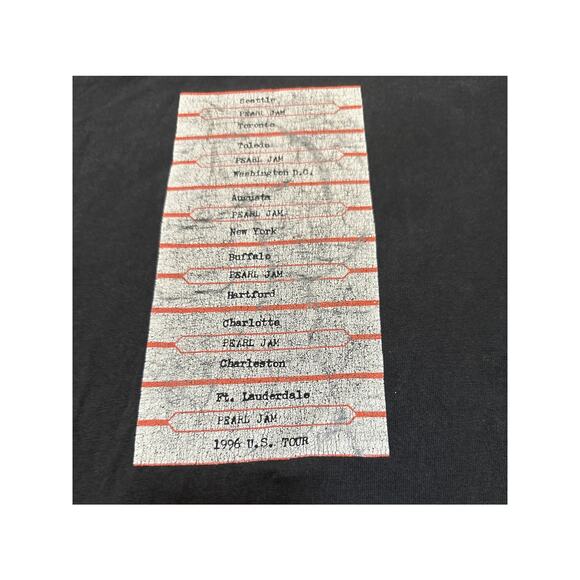 Seattle
PEARL JAM
Toronto
Toledo
PEARL JAM
Washington D.C.
Augusta
PEARL JAM
New York
Buffalo
PEARL JAM
Hartford
Charlotte
PEARL JAM
Charleston
Ft. Lauderdale
PEARL JAM
1996 U.S. TOUR